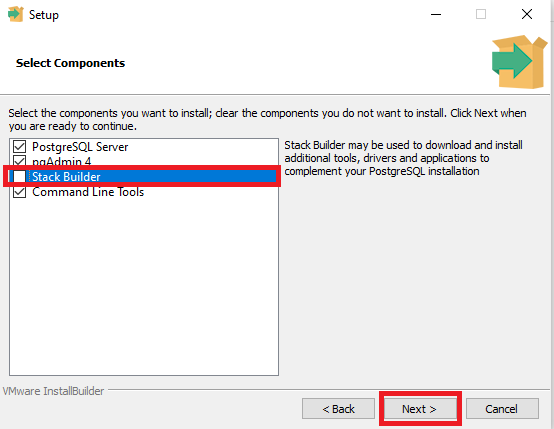 Setup
Select Components
Select the components you want to install; clear the components you do not want to install. Click Next when
you are ready to continue.
PostgreSQL Server
pgAdmin 4
Stack Builder
Command Line Tools
Stack Builder may be used to download and install
additional tools, drivers and applications to
complement your PostgreSQL installation
VMware InstallBuilder
< Back
Next >
Cancel